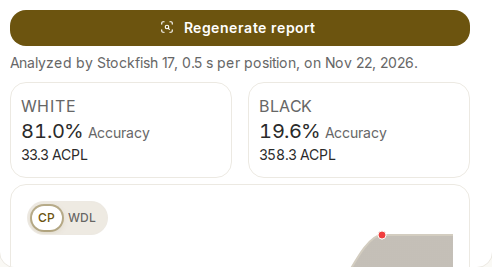 Regenerate report
Analyzed by Stockfish 17, 0.5 s per position, on Nov 22, 2026.
WHITE
81.0% Accuracy
33.3 ACPL
BLACK
19.6% Accuracy
358.3 ACPL
CP WDL